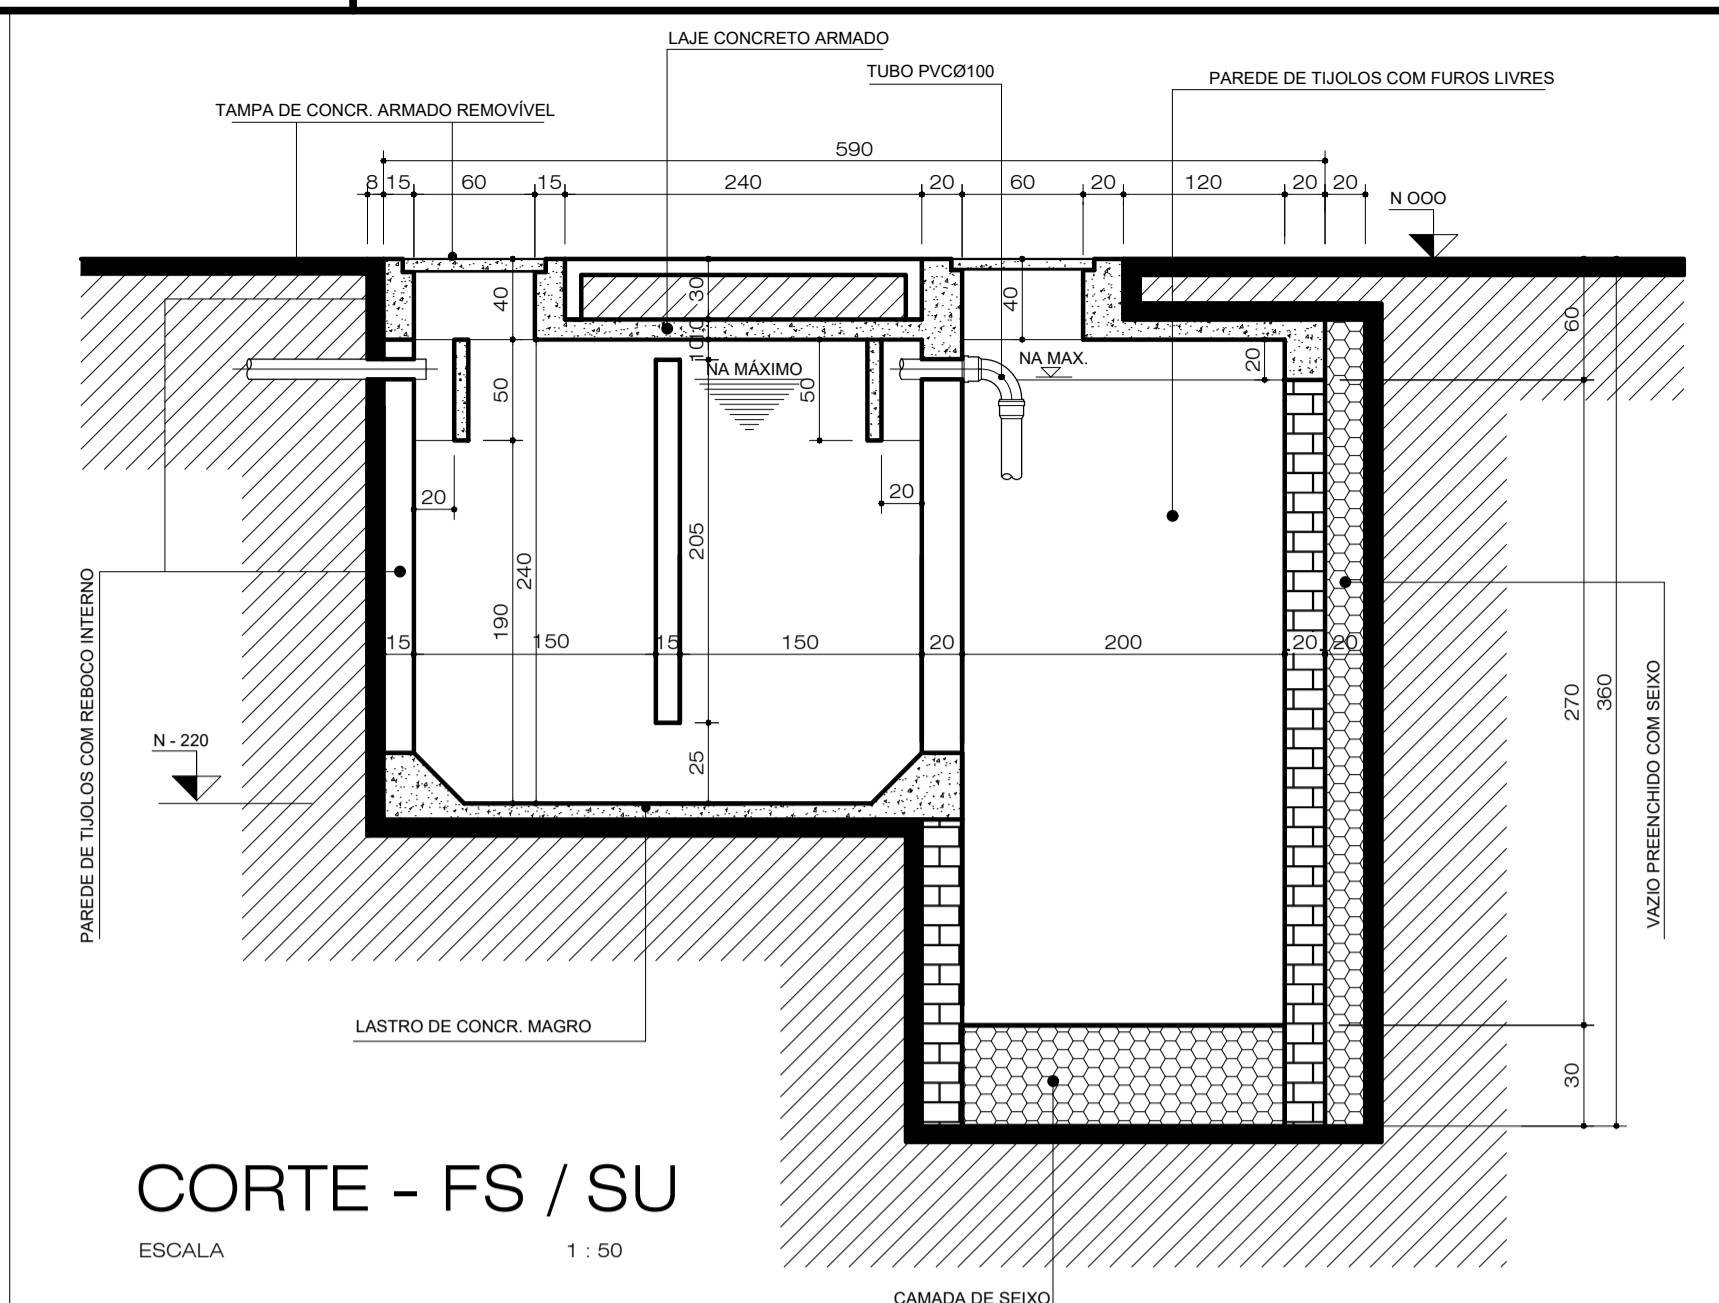 LAJE CONCRETO ARMADO
TUBO PVCØ100
PAREDE DE TIJOLOS COM FUROS LIVRES
TAMPA DE CONCR. ARMADO REMOVÍVEL
590
8 15 60 15 240 20 60 20 120 20 20
N OOO
40
30
10
10
40
60
20
NA MÁXIMO
NA MAX.
50
50
20
20
205
240
190
15 150 15 150 20 200 20 20
270
360
25
30
N - 220
PAREDE DE TIJOLOS COM REBOCO INTERNO
VAZIO PREENCHIDO COM SEIXO
LASTRO DE CONCR. MAGRO
CORTE - FS / SU
ESCALA 1 : 50
CAMADA DE SEIXO